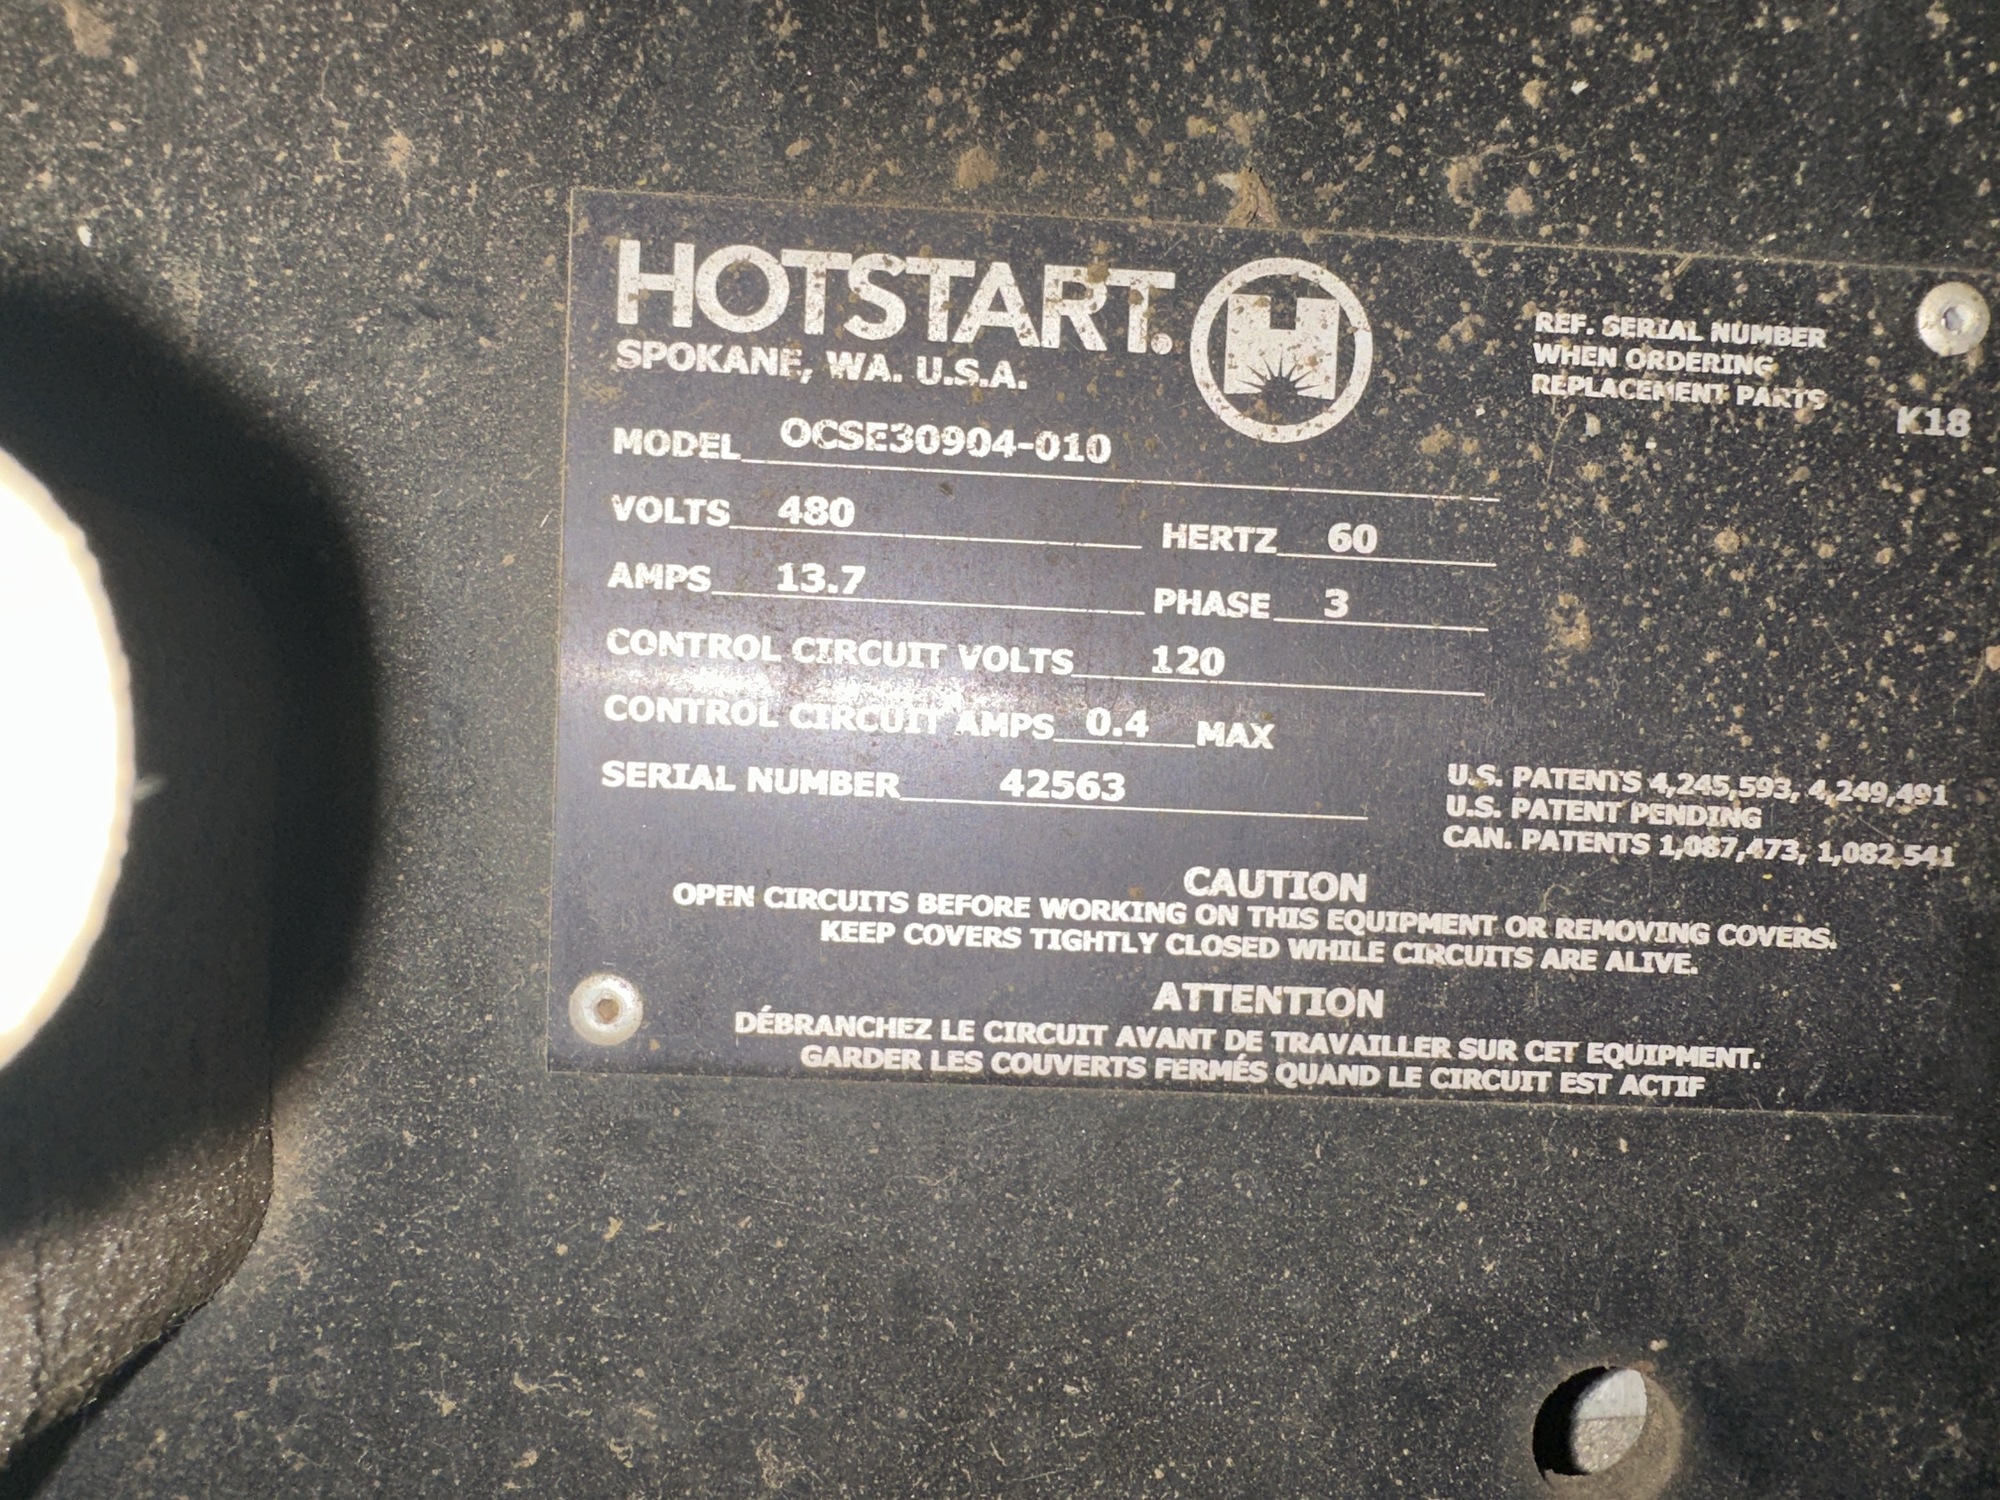 HOTSTART.
SPOKANE, WA. U.S.A.
REF. SERIAL NUMBER
WHEN ORDERING
REPLACEMENT PARTS
K18
MODEL OCSE30904-010
VOLTS 480 HERTZ 60
AMPS 13.7 PHASE 3
CONTROL CIRCUIT VOLTS 120
CONTROL CIRCUIT AMPS 0.4 MAX
SERIAL NUMBER 42563
U.S. PATENTS 4,245,593, 4,249,491
U.S. PATENT PENDING
CAN. PATENTS 1,087,473, 1,082,541
CAUTION
OPEN CIRCUITS BEFORE WORKING ON THIS EQUIPMENT OR REMOVING COVERS.
KEEP COVERS TIGHTLY CLOSED WHILE CIRCUITS ARE ALIVE.
ATTENTION
DÉBRANCHEZ LE CIRCUIT AVANT DE TRAVAILLER SUR CET EQUIPMENT.
GARDER LES COUVERTS FERMÉS QUAND LE CIRCUIT EST ACTIF